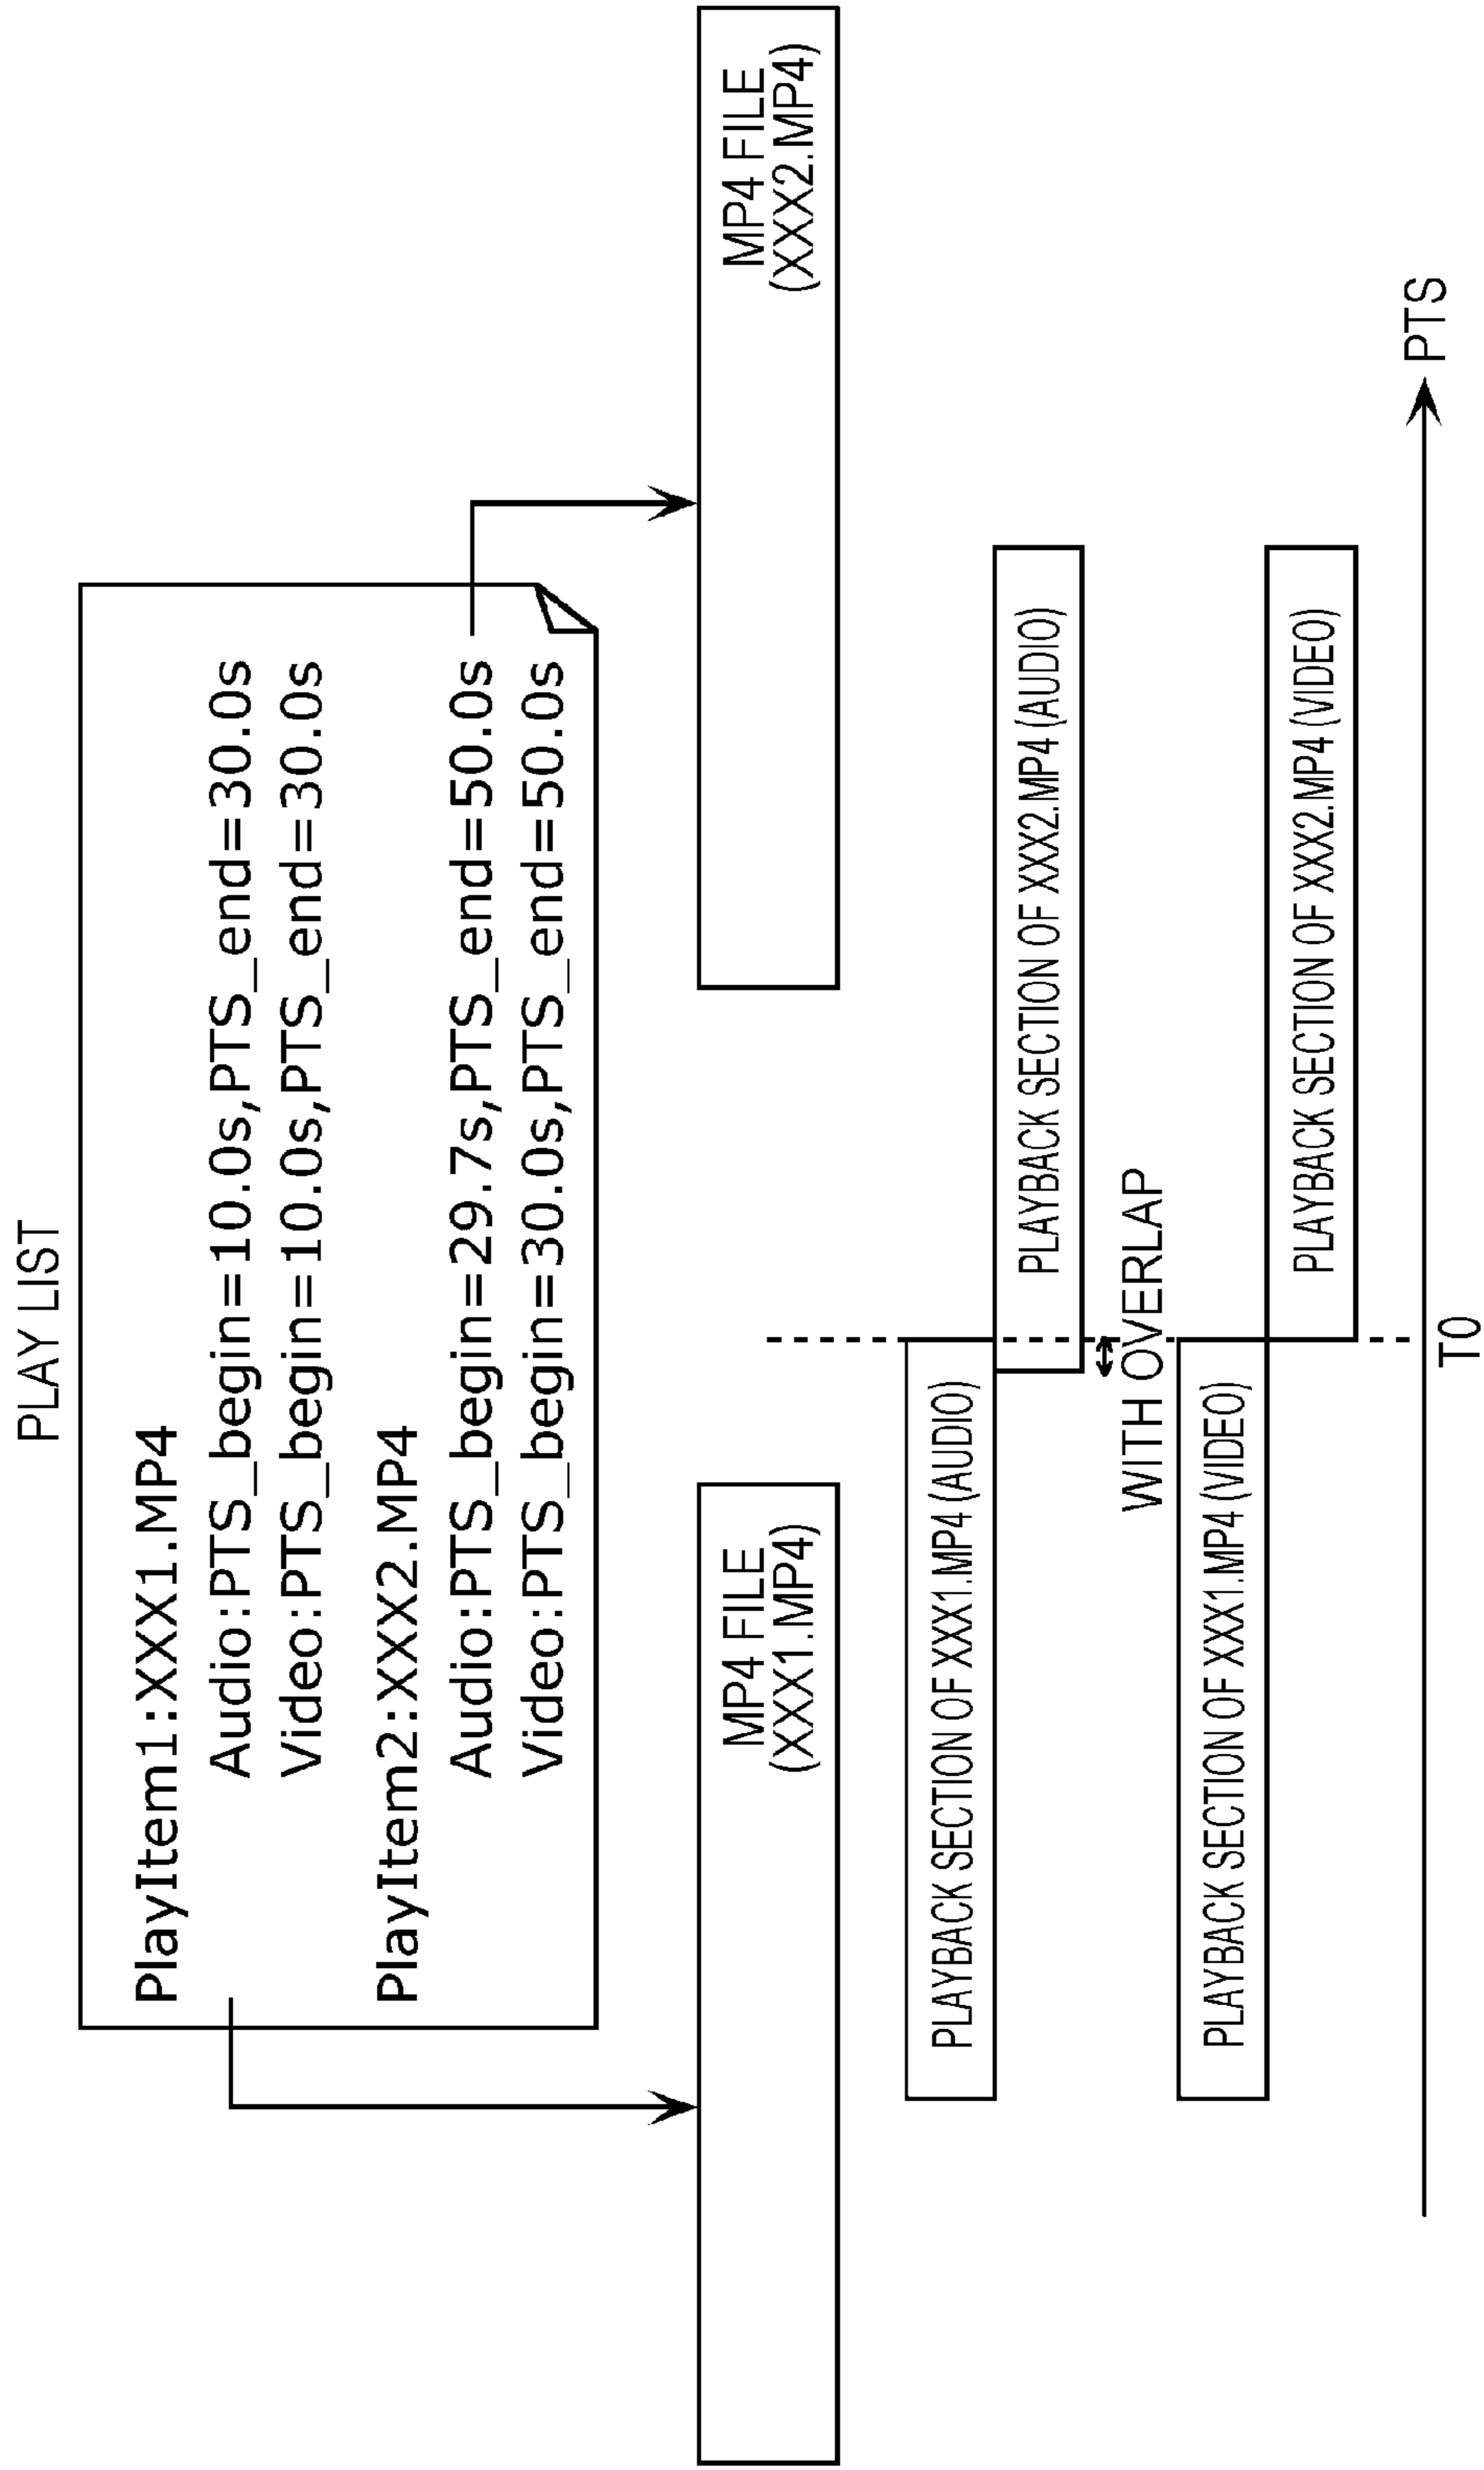 PLAY LIST
PlayItem1:XXX1.MP4
Audio:PTS_begin=10.0s,PTS_end=30.0s
Video:PTS_begin=10.0s,PTS_end=30.0s
PlayItem2:XXX2.MP4
Audio:PTS_begin=29.7s,PTS_end=50.0s
Video:PTS_begin=30.0s,PTS_end=50.0s
MP4 FILE
(XXX1.MP4)
MP4 FILE
(XXX2.MP4)
PLAYBACK SECTION OF XXX1.MP4 (AUDIO)
PLAYBACK SECTION OF XXX2.MP4 (AUDIO)
WITH OVERLAP
PLAYBACK SECTION OF XXX1.MP4 (VIDEO)
PLAYBACK SECTION OF XXX2.MP4 (VIDEO)
PTS
T0